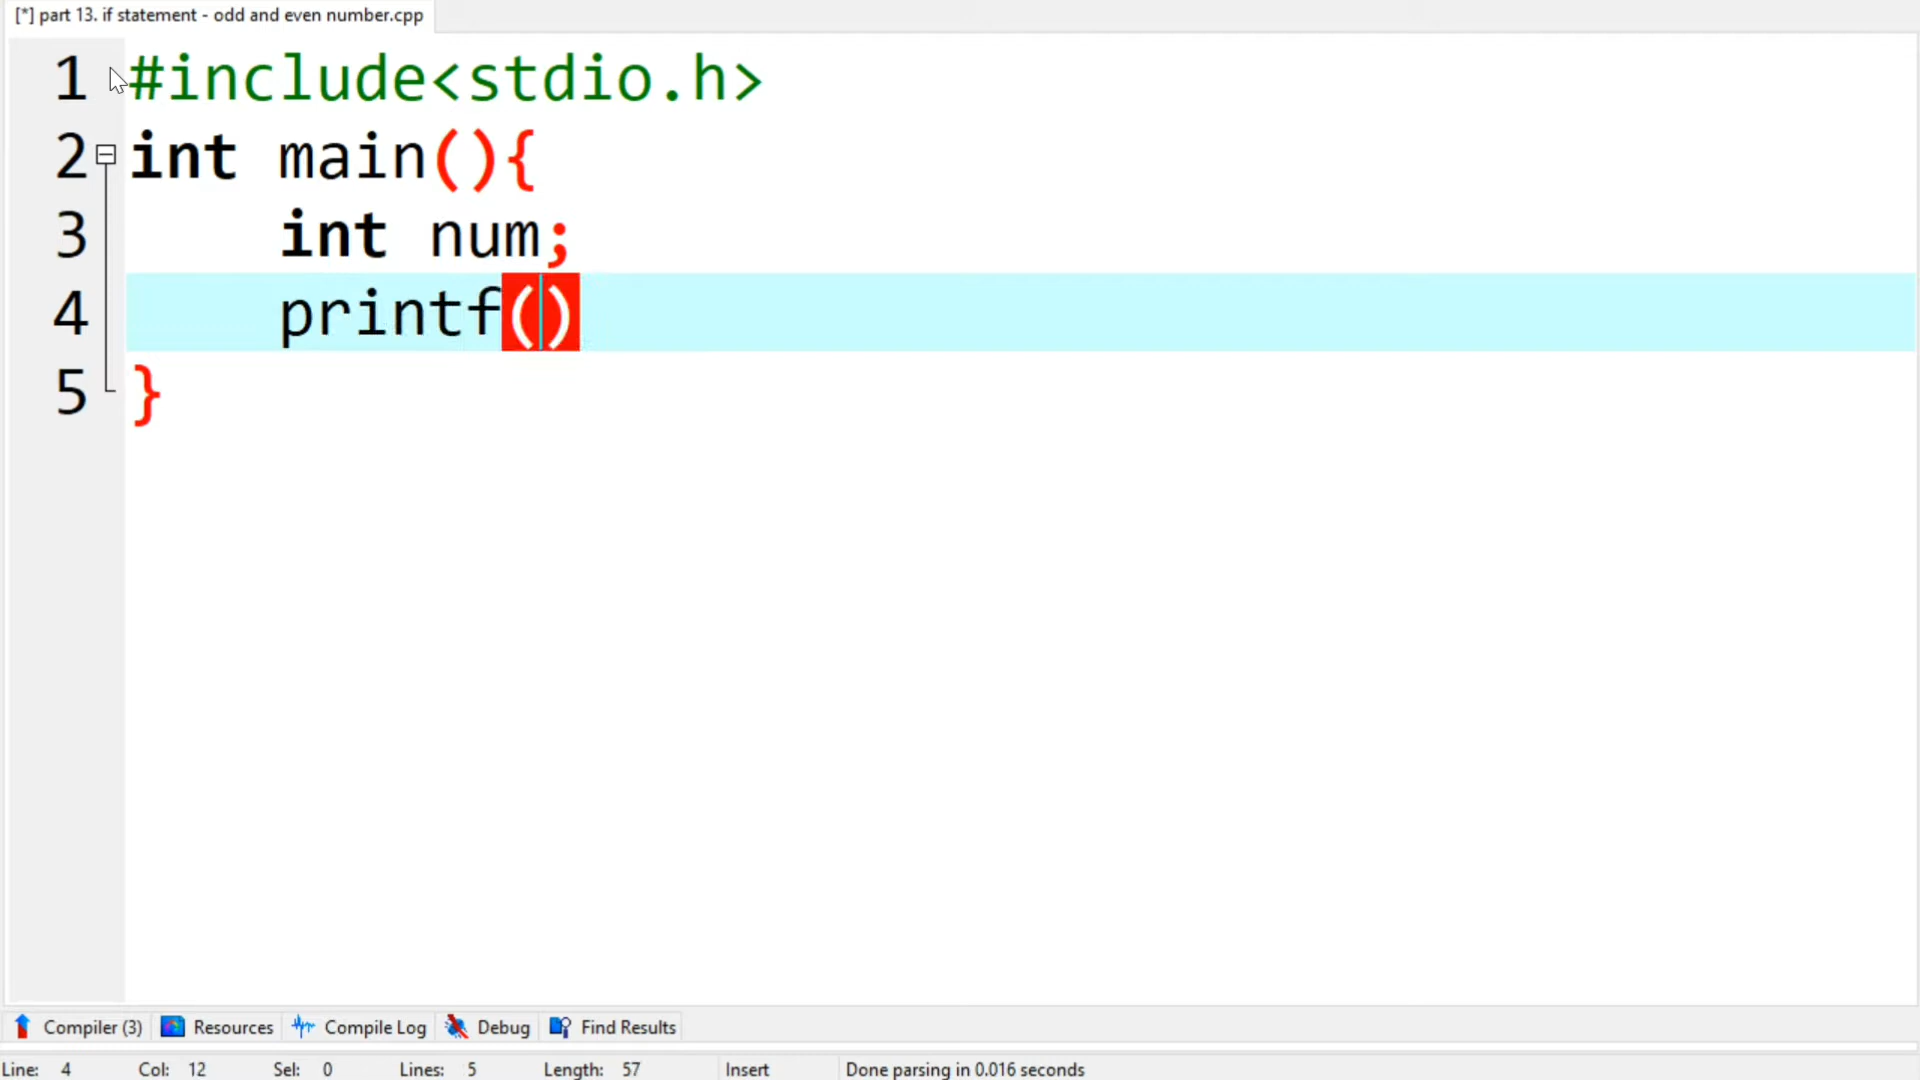 [*] part 13. if statement - odd and even number.cpp
1 #include<stdio.h>
2 int main(){
3     int num;
4     printf()
5 }
Compiler (3) Resources Compile Log Debug Find Results
Line: 4 Col: 12 Sel: 0 Lines: 5 Length: 57 Insert Done parsing in 0.016 seconds